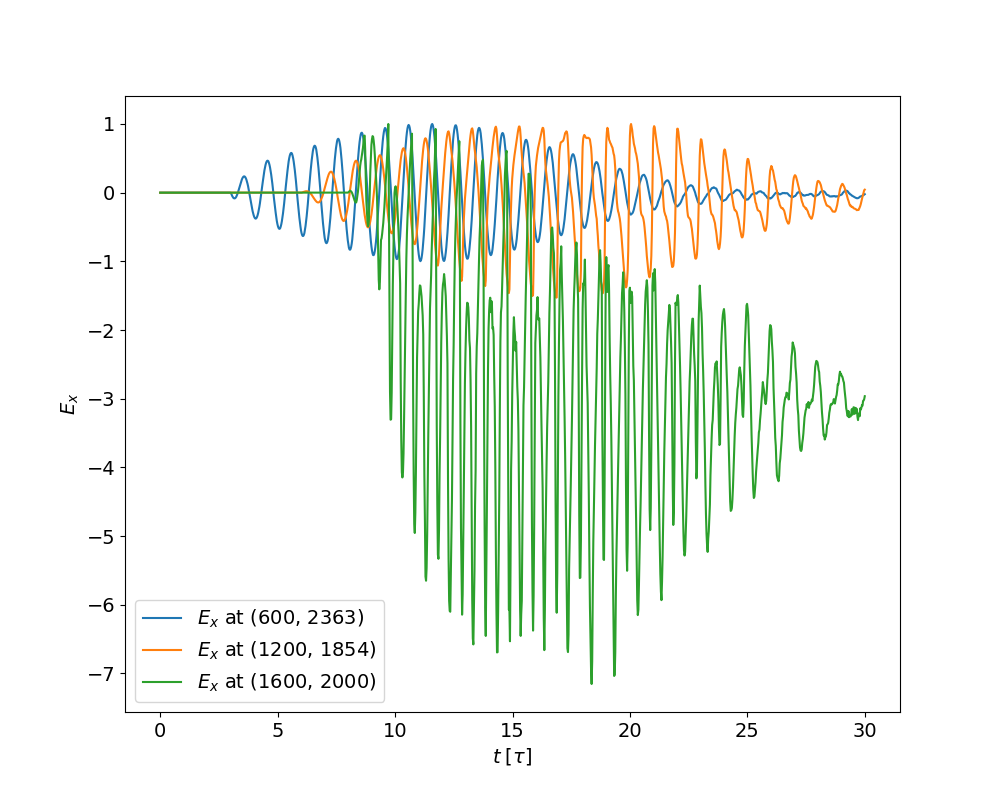 1
0
−1
−2
−3
−4
−5
−6
−7
E_x
E_x at (600, 2363)
E_x at (1200, 1854)
E_x at (1600, 2000)
0 5 10 15 20 25 30
t [τ]